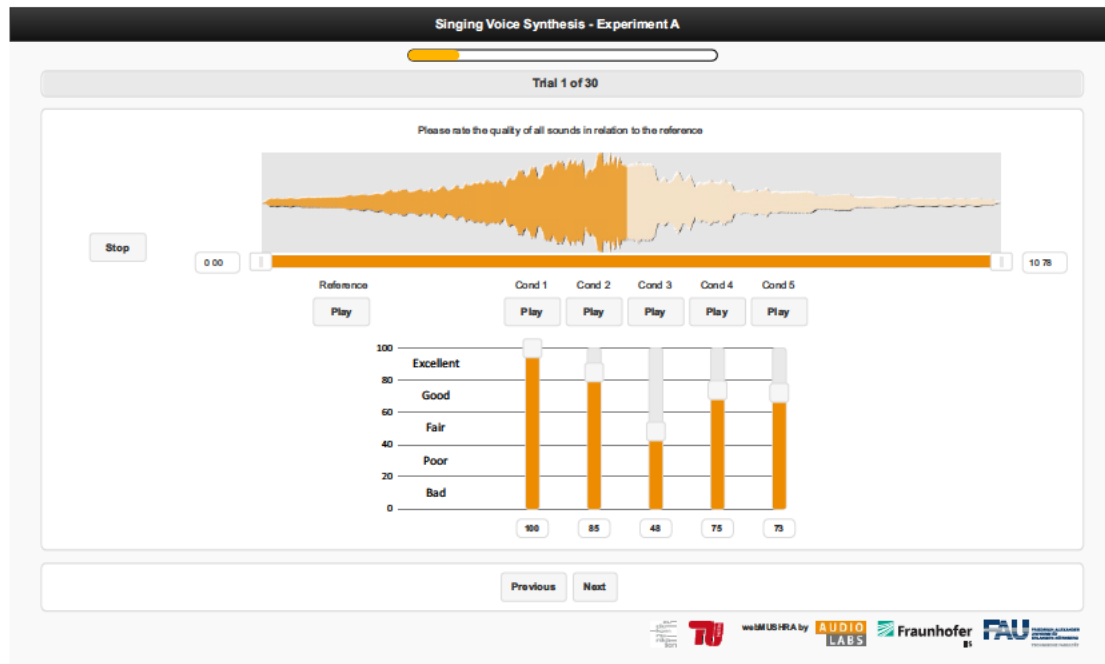 Singing Voice Synthesis - Experiment A
Trial 1 of 30
Please rate the quality of all sounds in relation to the reference
Stop
0 00
10 78
Reference Cond 1 Cond 2 Cond 3 Cond 4 Cond 5
Play Play Play Play Play Play
100
Excellent
80
Good
60
Fair
40
Poor
20
Bad
0
100 85 48 75 73
Previous Next
webMUSHRA by AUDIO LABS Fraunhofer IIS FAU